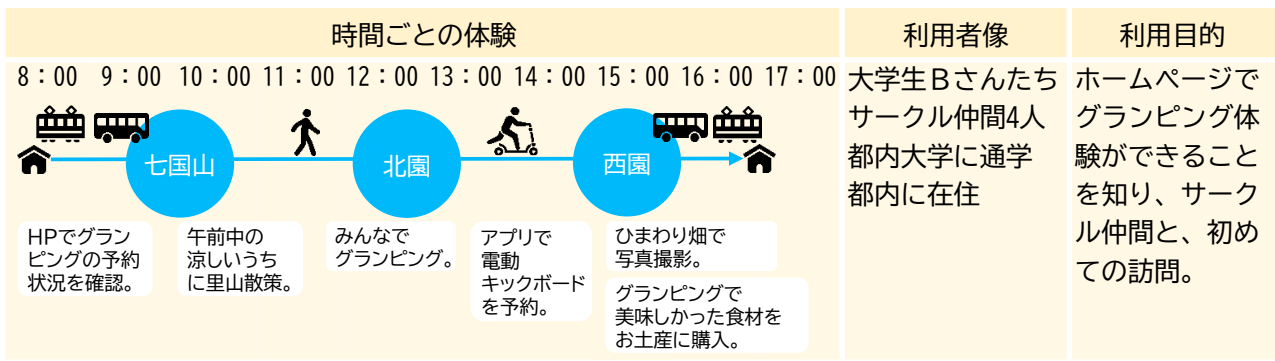 時間ごとの体験
利用者像
利用目的
8：00 9：00 10：00 11：00 12：00 13：00 14：00 15：00 16：00 17：00
七国山
北園
西園
HPでグラン
ピングの予約
状況を確認。
午前中の
涼しいうち
に里山散策。
みんなで
グランピング。
アプリで
電動
キックボード
を予約。
ひまわり畑で
写真撮影。
グランピングで
美味しかった食材を
お土産に購入。
大学生Ｂさんたち
サークル仲間4人
都内大学に通学
都内に在住
ホームページで
グランピング体
験ができること
を知り、サーク
ル仲間と、初め
ての訪問。